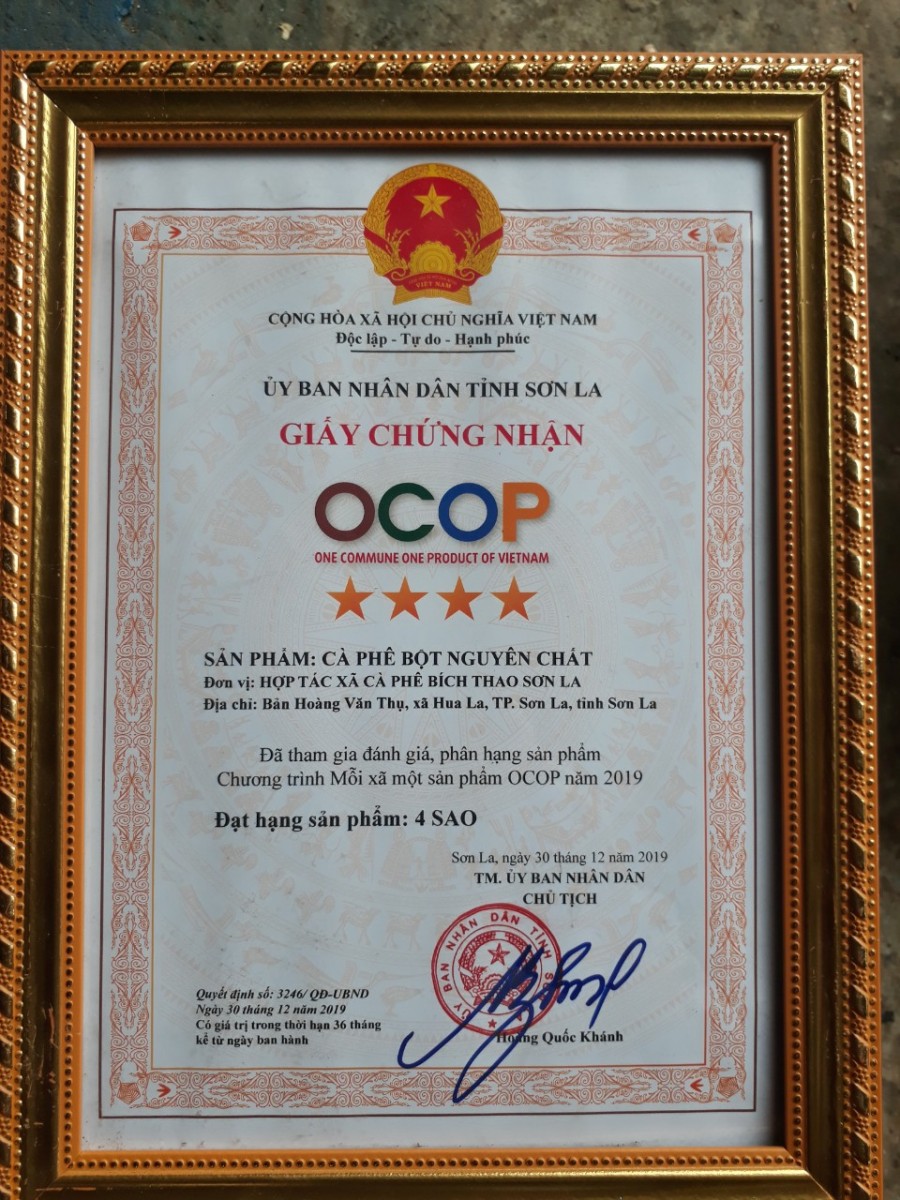 VIỆT NAM
CỘNG HÒA XÃ HỘI CHỦ NGHĨA VIỆT NAM
Độc lập - Tự do - Hạnh phúc
ỦY BAN NHÂN DÂN TỈNH SƠN LA
GIẤY CHỨNG NHẬN
OCOP
ONE COMMUNE ONE PRODUCT OF VIETNAM
SẢN PHẨM: CÀ PHÊ BỘT NGUYÊN CHẤT
Đơn vị: HỢP TÁC XÃ CÀ PHÊ BÍCH THAO SƠN LA
Địa chỉ: Bản Hoàng Văn Thụ, xã Hua La, TP. Sơn La, tỉnh Sơn La
Đã tham gia đánh giá, phân hạng sản phẩm
Chương trình Mỗi xã một sản phẩm OCOP năm 2019
Đạt hạng sản phẩm: 4 SAO
Sơn La, ngày 30 tháng 12 năm 2019
TM. ỦY BAN NHÂN DÂN
CHỦ TỊCH
ỦY BAN NHÂN DÂN TỈNH S
Hoàng Quốc Khánh
Quyết định số: 3246/ QĐ-UBND
Ngày 30 tháng 12 năm 2019
Có giá trị trong thời hạn 36 tháng
kể từ ngày ban hành